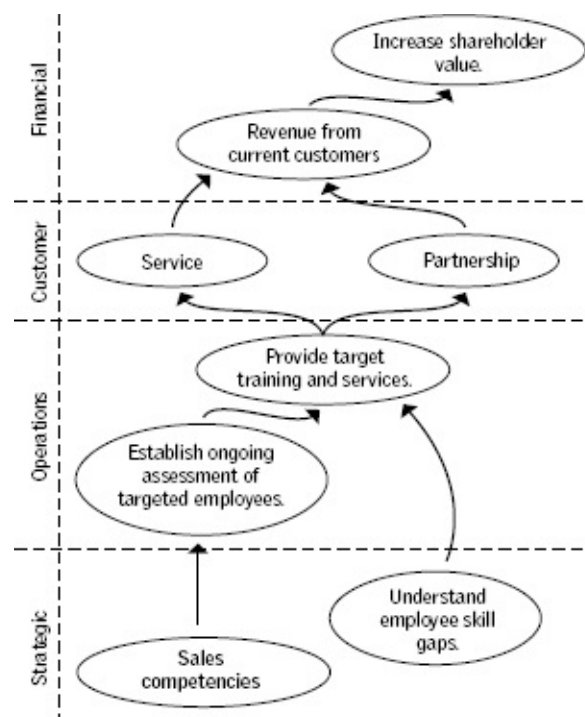 Financial
Increase shareholder
value.
Revenue from
current customers
Customer
Service
Partnership
Operations
Provide target
training and services.
Establish ongoing
assessment of
targeted employees.
Strategic
Understand
employee skill
gaps.
Sales
competencies